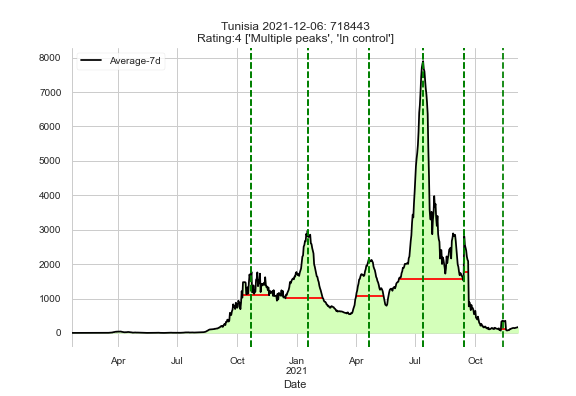 Tunisia 2021-12-06: 718443
Rating:4 ['Multiple peaks', 'In control']
Average-7d
8000
7000
6000
5000
4000
3000
2000
1000
0
Apr Jul Oct Jan Apr Jul Oct
2021
Date